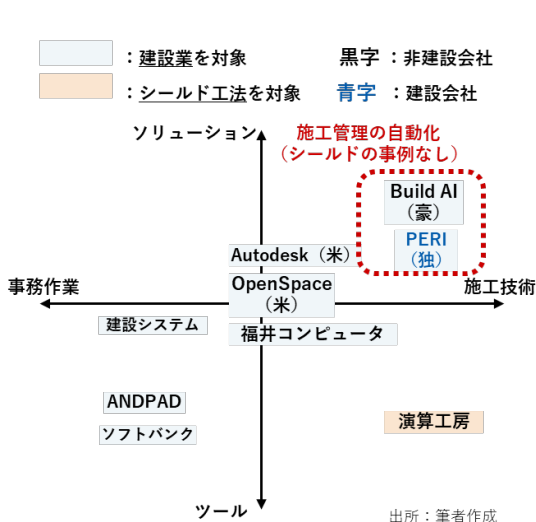 ：建設業を対象
黒字：非建設会社
：シールド工法を対象
青字：建設会社
ソリューション
施工管理の自動化
（シールドの事例なし）
Build AI
（豪）
PERI
（独）
Autodesk（米）
OpenSpace
（米）
事務作業
施工技術
建設システム
福井コンピュータ
ANDPAD
ソフトバンク
演算工房
ツール
出所：筆者作成